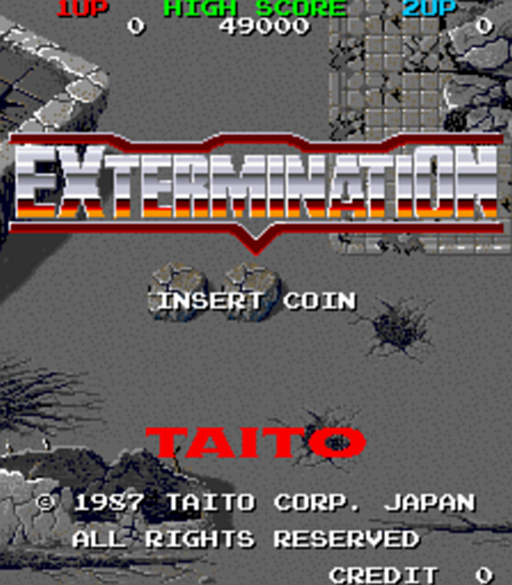 1UP HIGH SCORE 2UP
0 49000 0
EXTERMINATION
INSERT COIN
TAITO
© 1987 TAITO CORP. JAPAN
ALL RIGHTS RESERVED
CREDIT 0